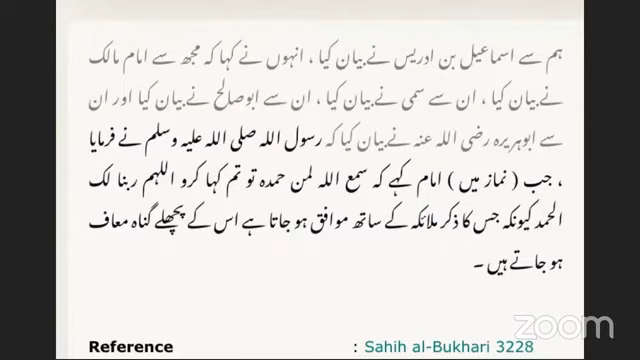 ہم سے اسماعیل بن ادریس نے بیان کیا ، انہوں نے کہا کہ مجھ سے امام مالک
نے بیان کیا ، ان سے سمی نے بیان کیا ، ان سے ابوصالح نے بیان کیا اور ان
سے ابوہریرہ رضی اللہ عنہ نے بیان کیا کہ رسول اللہ صلی اللہ علیہ وسلم نے فرمایا
، جب ( نماز میں ) امام کہے کہ سمع اللہ لمن حمدہ تو تم کہا کرو اللہم ربنا لک
الحمد کیونکہ جس کا ذکر ملائکہ کے ساتھ موافق ہو جاتا ہے اس کے پچھلے گناہ معاف
ہو جاتے ہیں ۔
Reference : Sahih al-Bukhari 3228
zoom